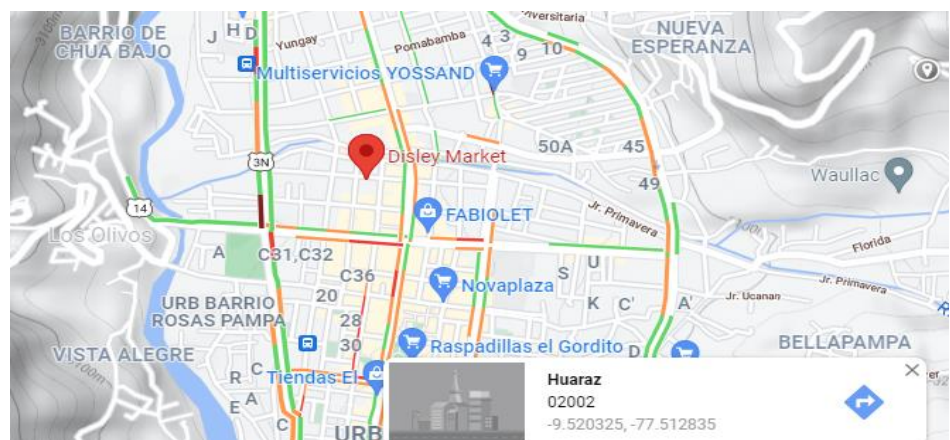 BARRIO DE
CHUA BAJO
J
H
D
Yungay
Pomabamba
4
3
9
10
NUEVA
ESPERANZA
Multiservicios YOSSAND
3N
Disley Market
50A
45
49
Waullac
14
Los Olivos
FABIOLET
Jr. Primavera
Florida
A
C31,C32
C36
Novaplaza
S
U
K
C'
A'
Jr. Primavera
Jr. Ucanan
URB BARRIO
ROSAS PAMPA
20
28
30
Raspadillas el Gordito
D
BELLAPAMPA
VISTA ALEGRE
R
C
E
A
C
Tiendas El
URB
Huaraz
02002
-9.520325, -77.512835